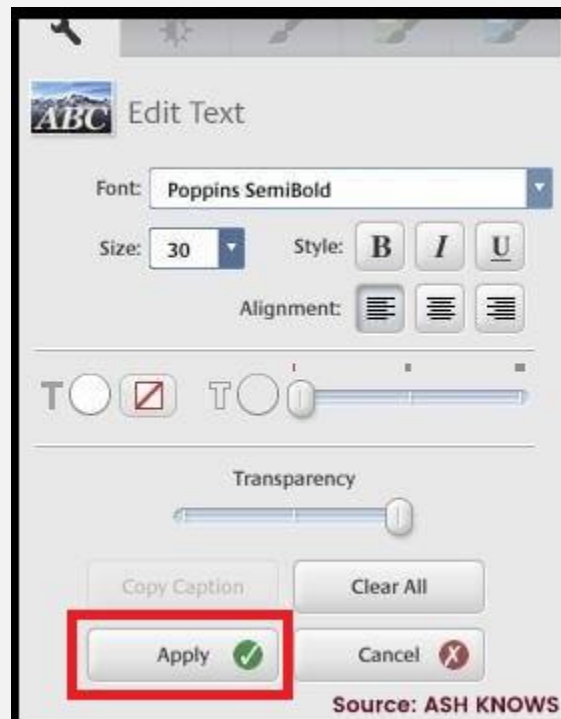 ABC Edit Text
Font: Poppins SemiBold
Size: 30 Style: B I U
Alignment:
T T
Transparency
Copy Caption Clear All
Apply Cancel
Source: ASH KNOWS